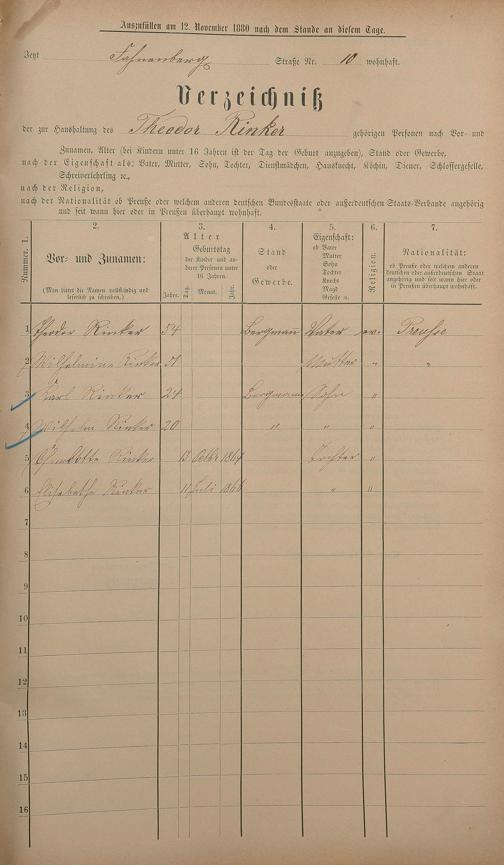 Auszufüllen am 12. November 1880 nach dem Stande an diesem Tage.
Zeyt Fahnenberg Straße Nr. 10 wohnhaft.
Verzeichniß
der zur Haushaltung des Theodor Rinker gehörigen Personen nach Vor- und
Zunamen, Alter (bei Kindern unter 16 Jahren ist der Tag der Geburt anzugeben), Stand oder Gewerbe,
nach der Eigenschaft als: Vater, Mutter, Sohn, Tochter, Dienstmädchen, Hausknecht, Köchin, Diener, Schlossergeselle,
Schreinerlehrling ꝛc.,
nach der Religion,
nach der Nationalität ob Preuße oder welchem anderen deutschen Bundesstaate oder außerdeutschen Staats-Verbande angehörig
und seit wann hier oder in Preußen überhaupt wohnhaft.
Nummer. 1.
2.
Vor- und Zunamen:
(Man bittet die Namen vollständig und leserlich zu schreiben.)
3.
Alter
Geburtstag
der Kinder und anderer Personen unter 16 Jahren.
Jahre. Tag. Monat. Jahr.
4.
Stand
oder
Gewerbe.
5.
Eigenschaft:
ob Vater
Mutter
Sohn
Tochter
Knecht
Magd
Geselle u.
6.
Religion.
7.
Nationalität:
ob Preuße oder welchem anderen
deutschen oder außerdeutschen Staat
angehörig und seit wann hier oder
in Preußen überhaupt wohnhaft.
1 Theodor Rinker 54 Bergmann Vater ev. Preuße
2 Wilhelmine Rinker 51 Mutter " "
3 Karl Rinker 24 Bergmann Sohn "
4 Wilhelm Rinker 20 " " "
5 Charlotte Rinker 13 Octbr Tochter "
6 Elisabethe Rinker 11 Juli 1866 " "
7
8
9
10
11
12
13
14
15
16